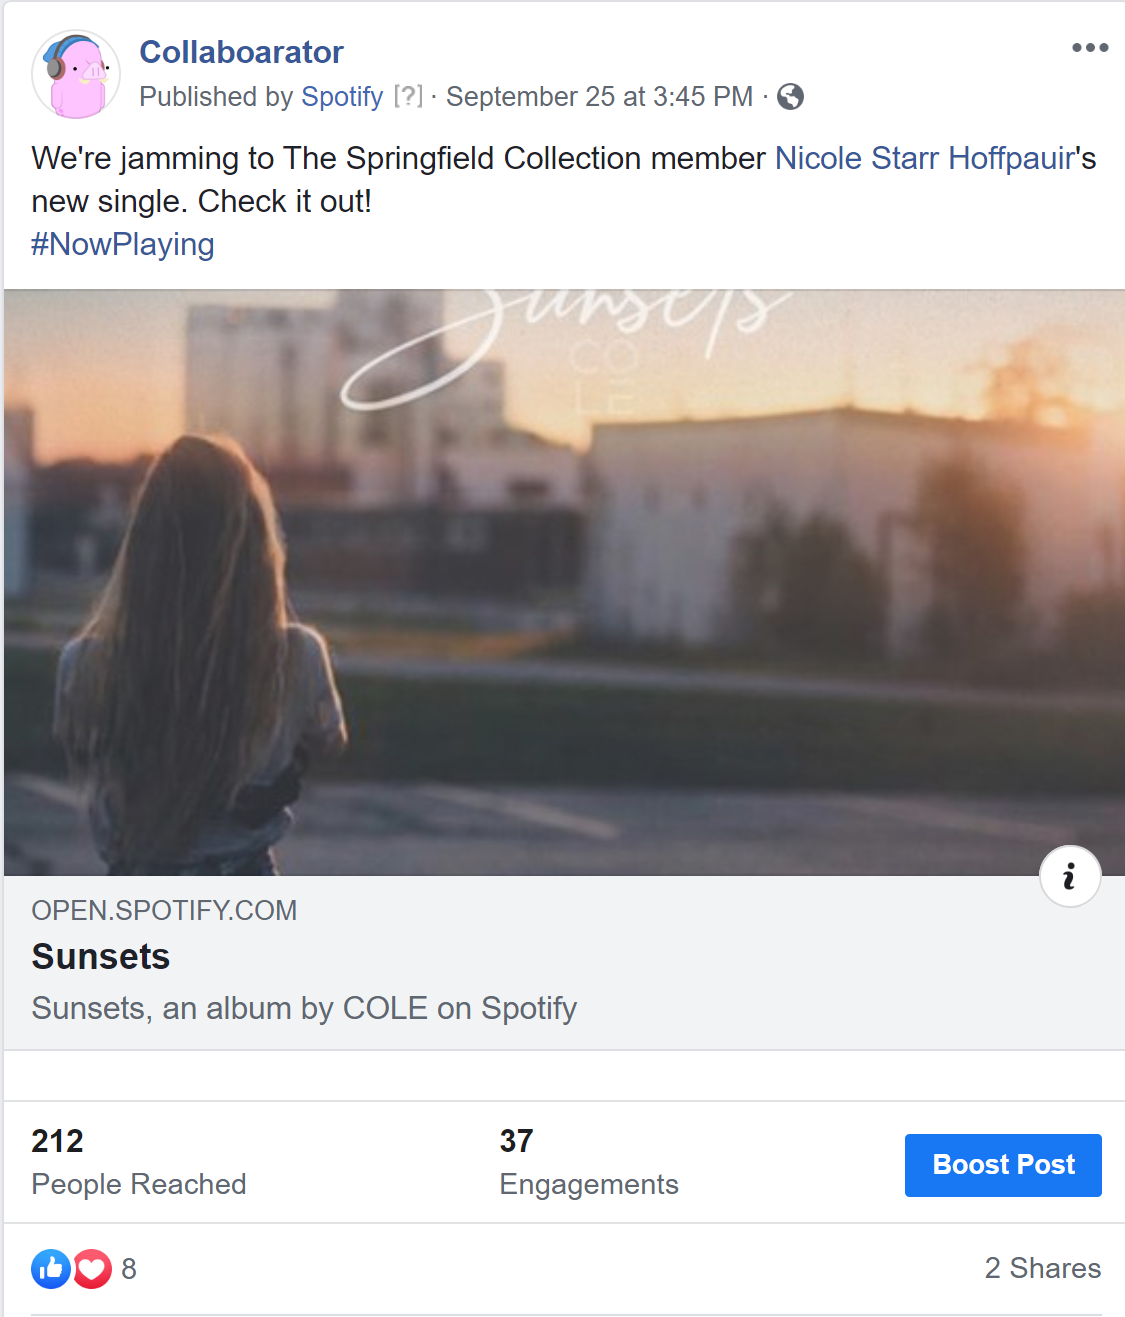 Collaboarator
Published by Spotify [?] · September 25 at 3:45 PM ·
We're jamming to The Springfield Collection member Nicole Starr Hoffpauir's
new single. Check it out!
#NowPlaying
Sunsets
CO
LE
OPEN.SPOTIFY.COM
Sunsets
Sunsets, an album by COLE on Spotify
212
People Reached
37
Engagements
Boost Post
8
2 Shares